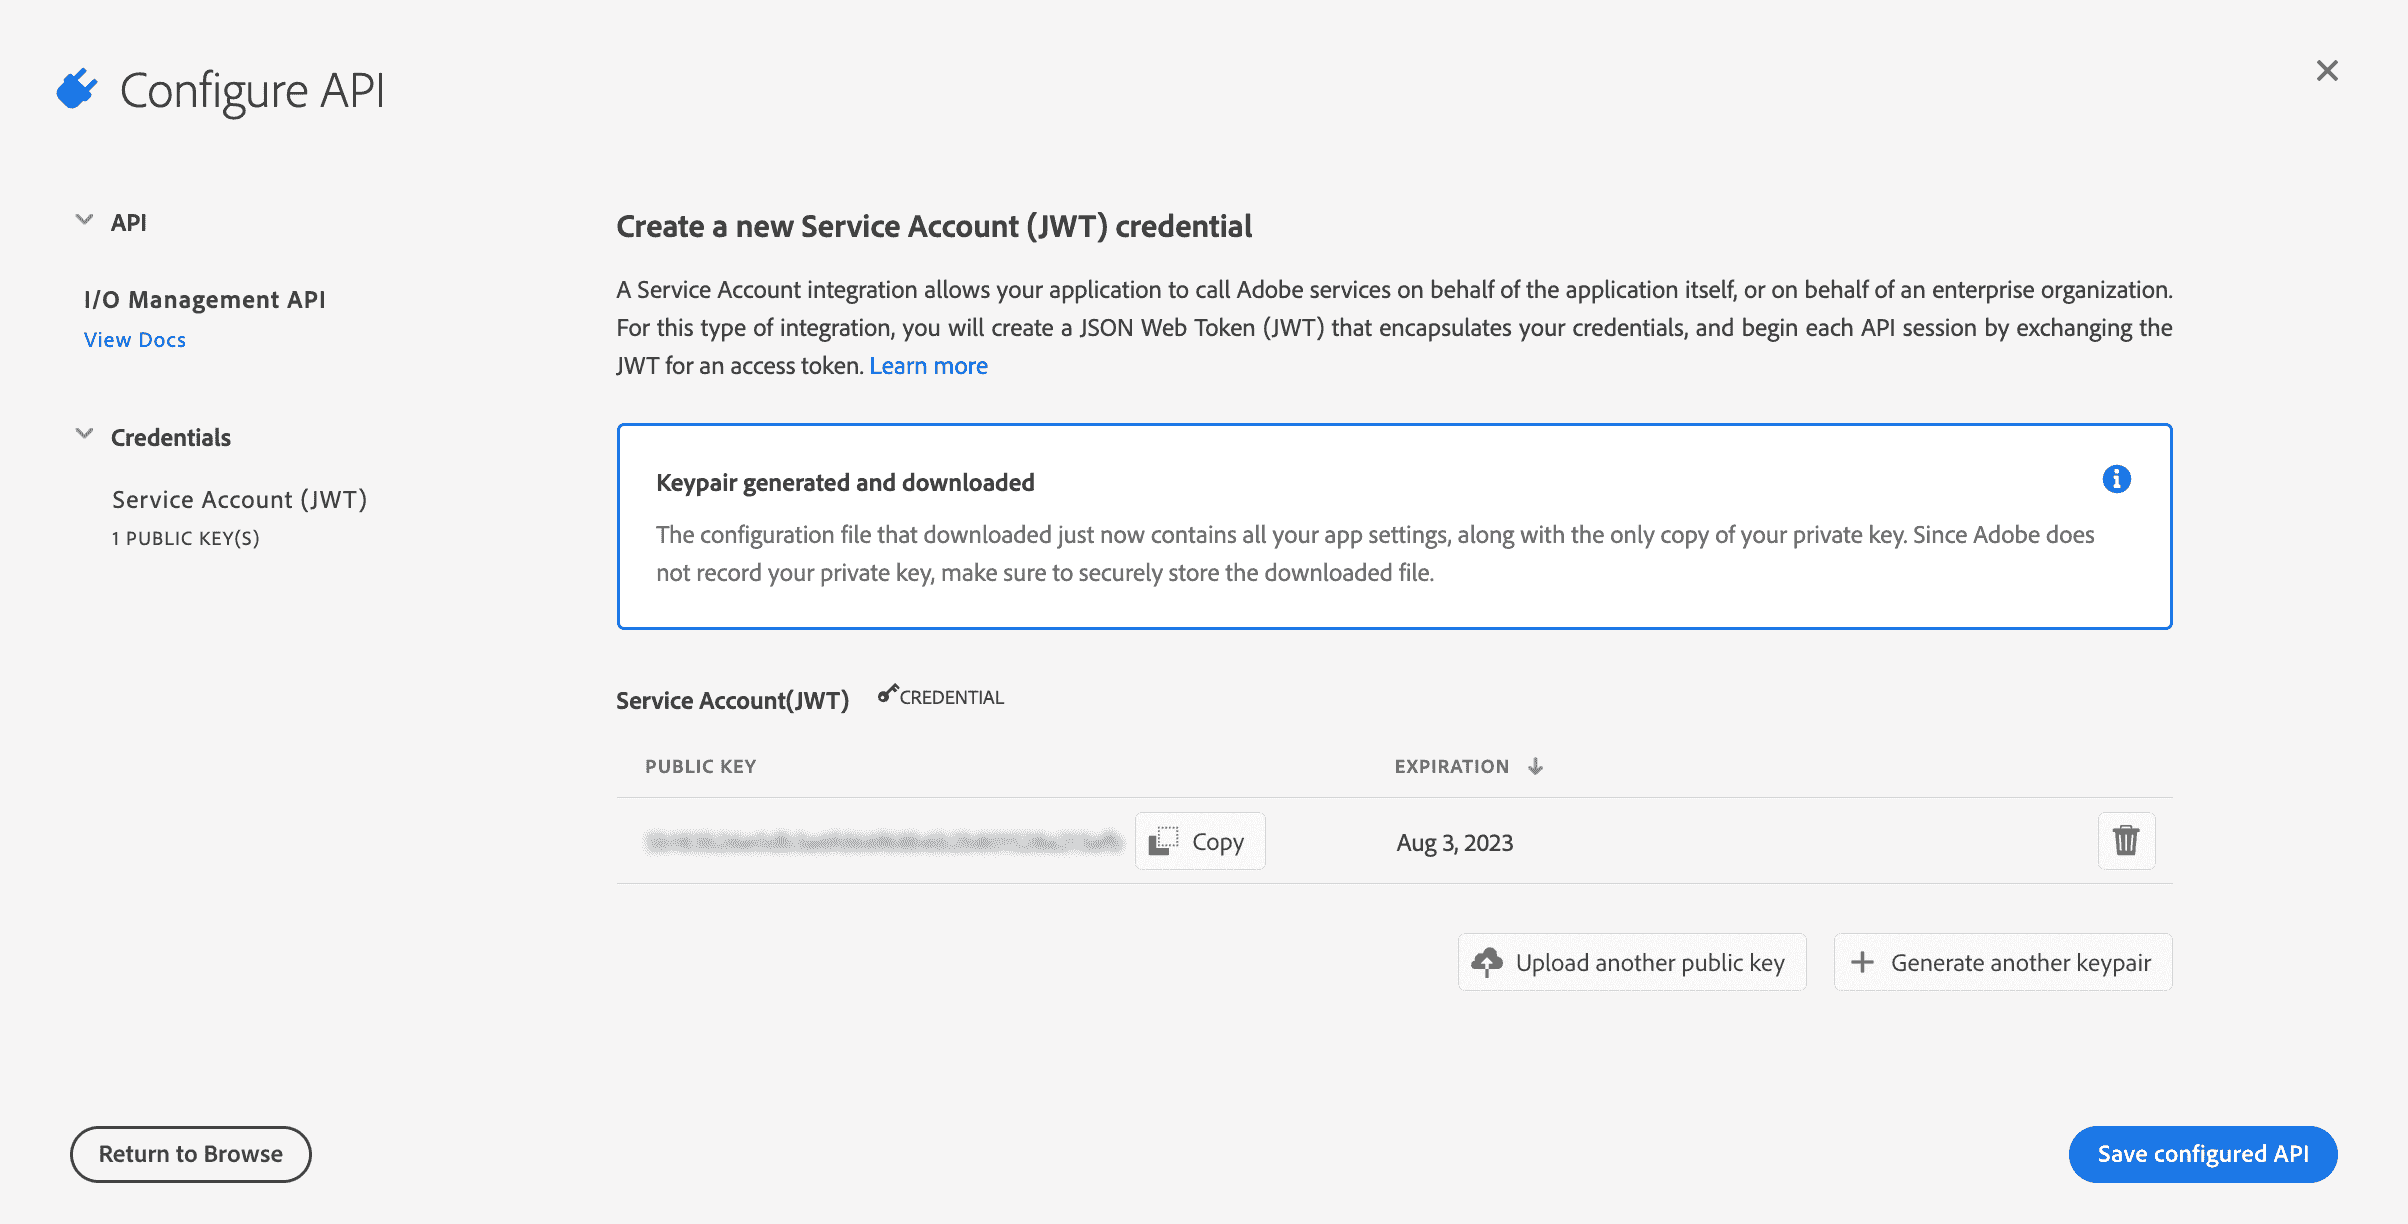 Configure API
API
I/O Management API
View Docs
Credentials
Service Account (JWT)
1 PUBLIC KEY(S)
Create a new Service Account (JWT) credential
A Service Account integration allows your application to call Adobe services on behalf of the application itself, or on behalf of an enterprise organization.
For this type of integration, you will create a JSON Web Token (JWT) that encapsulates your credentials, and begin each API session by exchanging the
JWT for an access token. Learn more
Keypair generated and downloaded
The configuration file that downloaded just now contains all your app settings, along with the only copy of your private key. Since Adobe does
not record your private key, make sure to securely store the downloaded file.
Service Account(JWT) CREDENTIAL
PUBLIC KEY EXPIRATION
Copy Aug 3, 2023
Upload another public key Generate another keypair
Return to Browse Save configured API